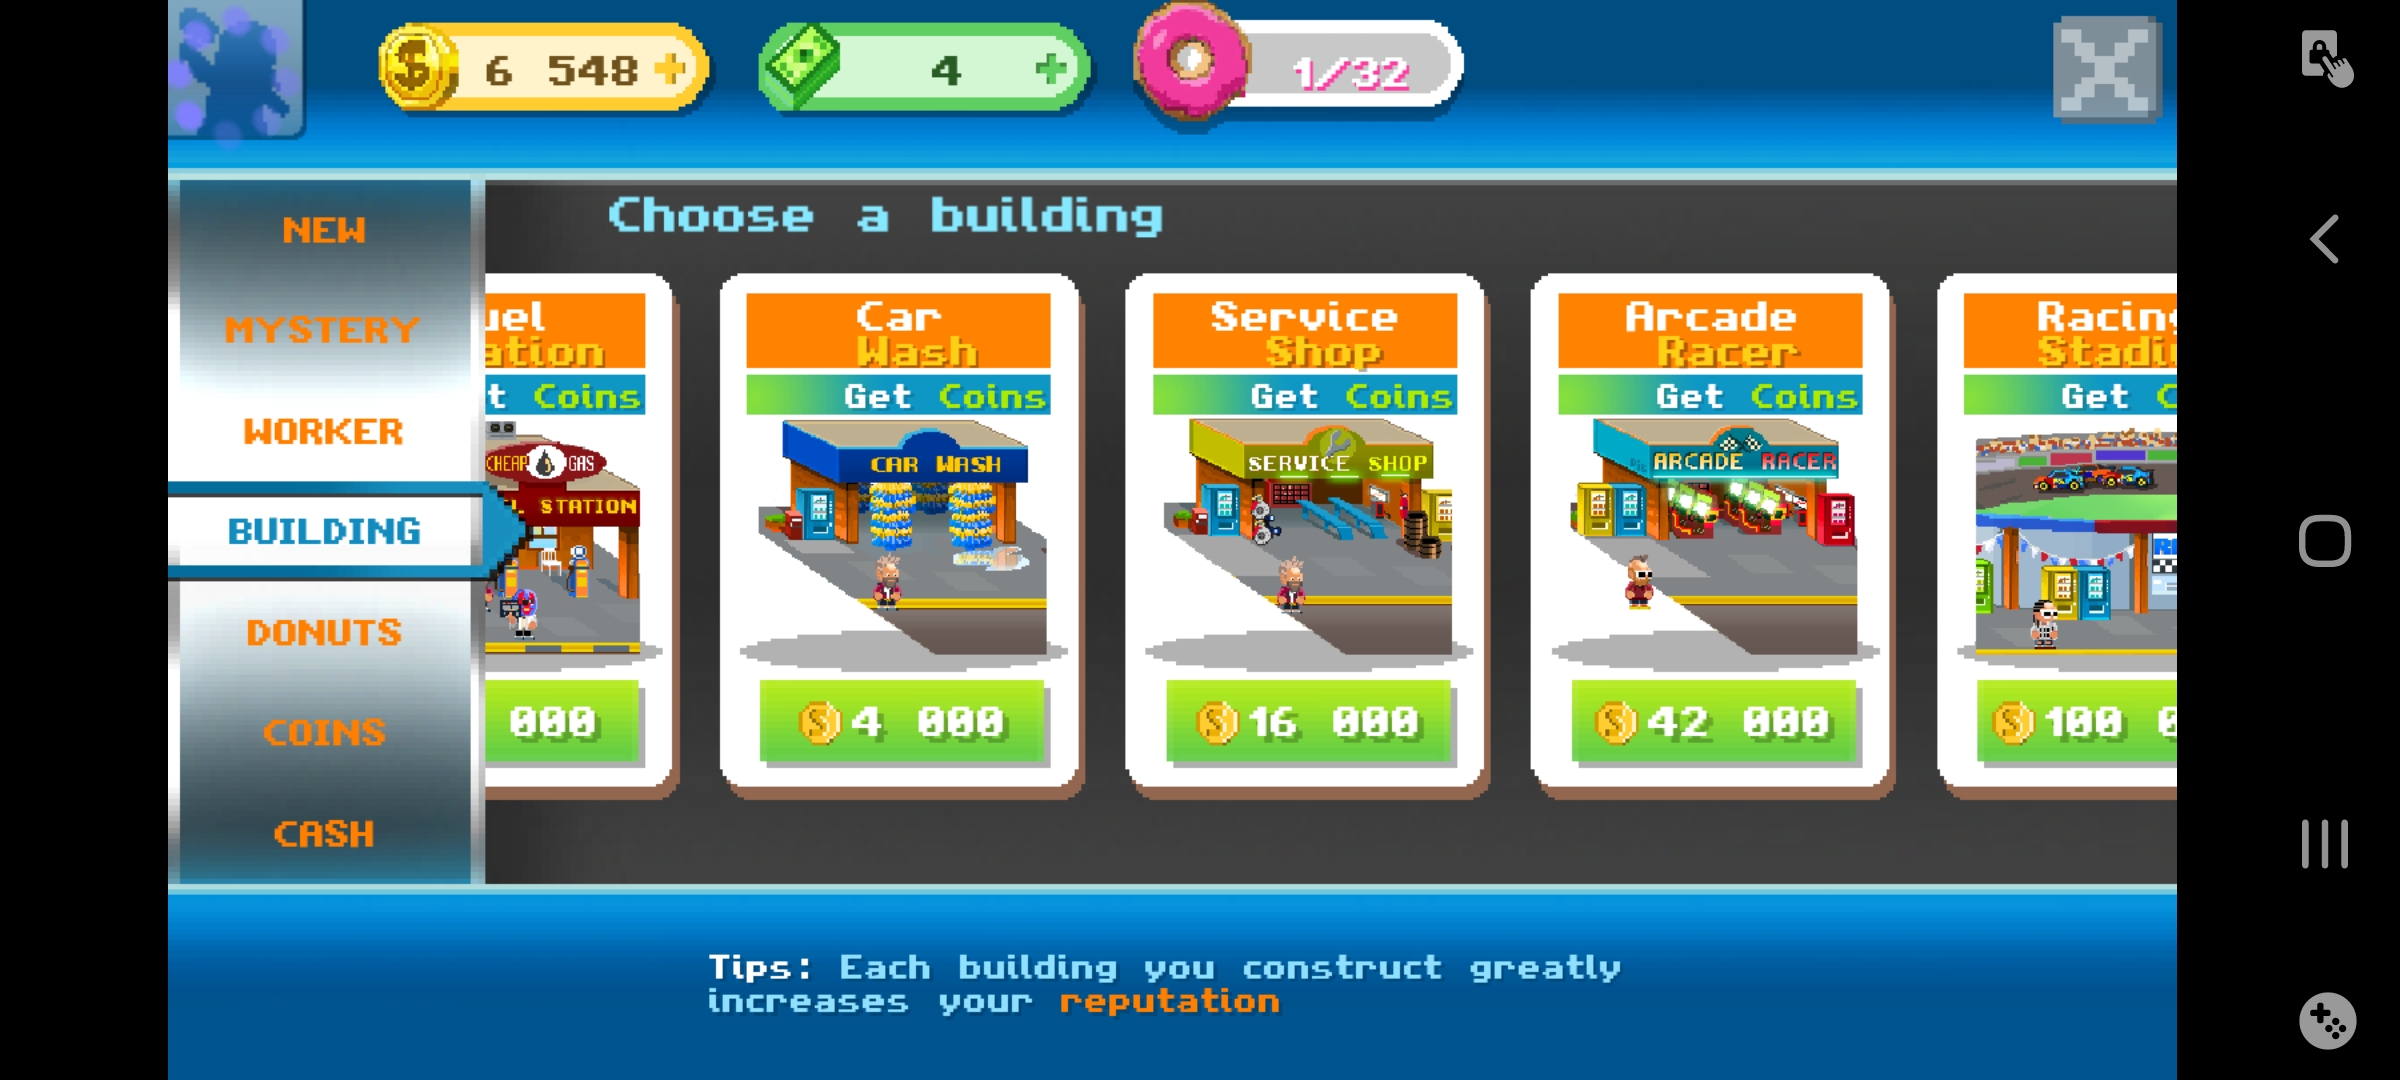 6 548 +
4 +
1/32
X
NEW
MYSTERY
WORKER
BUILDING
DONUTS
COINS
CASH
Choose a building
uel
ation
t Coins
CHEAP GAS
L STATION
000
Car
Wash
Get Coins
CAR WASH
4 000
Service
Shop
Get Coins
SERVICE SHOP
16 000
Arcade
Racer
Get Coins
ARCADE RACER
42 000
Racing
Stadi
Get C
100 0
Tips: Each building you construct greatly
increases your reputation